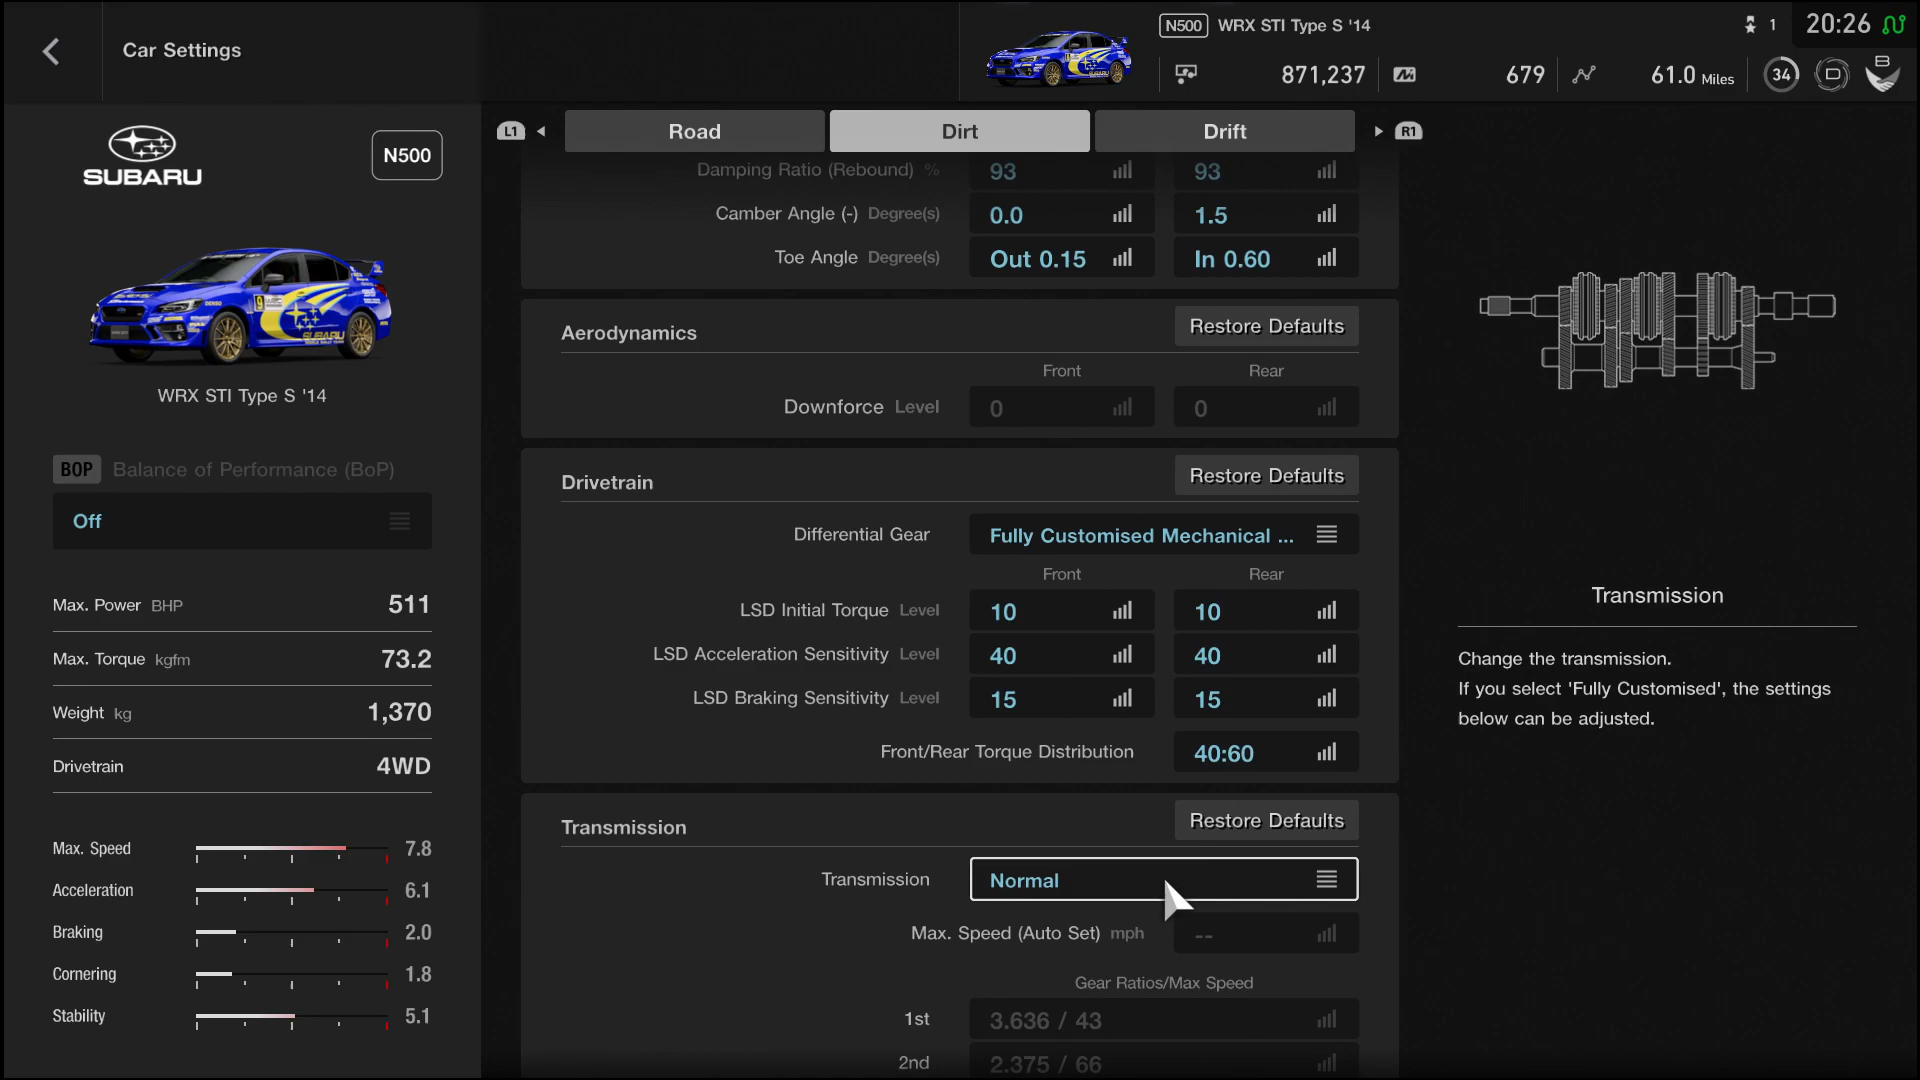 Car Settings
N500 WRX STI Type S '14
871,237
679
61.0 Miles
1
20:26
34
D
B
SUBARU
N500
WRX STI Type S '14
BOP Balance of Performance (BoP)
Off
Max. Power BHP 511
Max. Torque kgfm 73.2
Weight kg 1,370
Drivetrain 4WD
Max. Speed 7.8
Acceleration 6.1
Braking 2.0
Cornering 1.8
Stability 5.1
L1 Road Dirt Drift R1
Damping Ratio (Rebound) % 93 93
Camber Angle (-) Degree(s) 0.0 1.5
Toe Angle Degree(s) Out 0.15 In 0.60
Aerodynamics Restore Defaults
Front Rear
Downforce Level 0 0
Drivetrain Restore Defaults
Differential Gear Fully Customised Mechanical ...
Front Rear
LSD Initial Torque Level 10 10
LSD Acceleration Sensitivity Level 40 40
LSD Braking Sensitivity Level 15 15
Front/Rear Torque Distribution 40:60
Transmission Restore Defaults
Transmission Normal
Max. Speed (Auto Set) mph --
Gear Ratios/Max Speed
1st 3.636 / 43
2nd 2.375 / 66
Transmission
Change the transmission.
If you select 'Fully Customised', the settings
below can be adjusted.